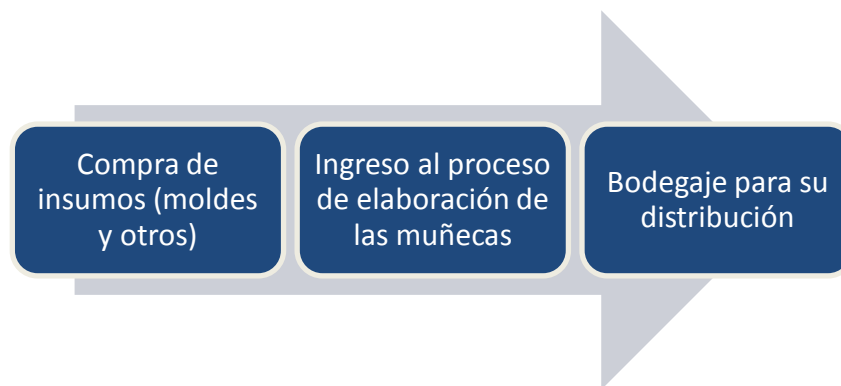 Compra de
insumos (moldes
y otros)
Ingreso al proceso
de elaboración de
las muñecas
Bodegaje para su
distribución